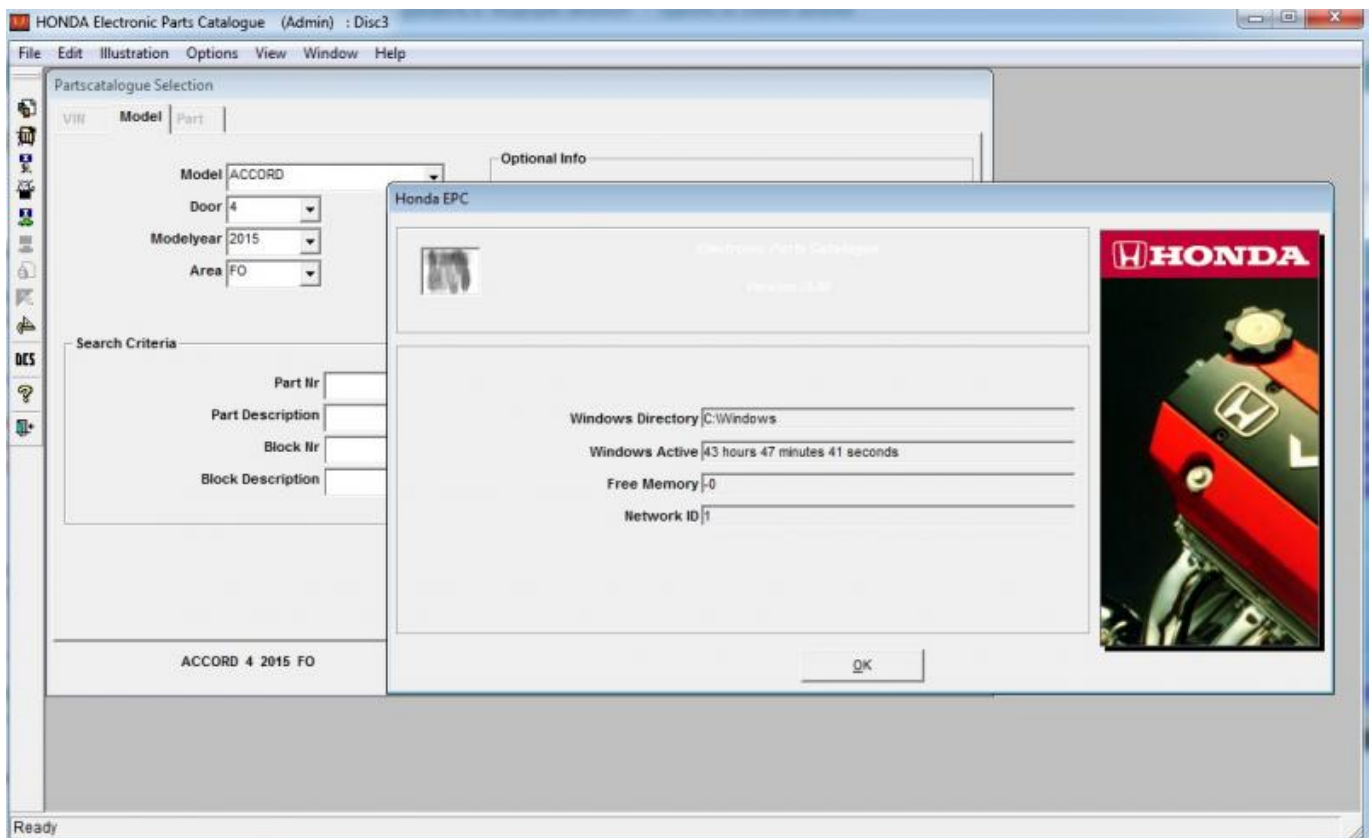 HONDA Electronic Parts Catalogue (Admin) : Disc3
File Edit Illustration Options View Window Help
Partscatalogue Selection
VIN Model Part
Optional Info
Model ACCORD
Door 4
Modelyear 2015
Area FO
Search Criteria
Part Nr
Part Description
Block Nr
Block Description
ACCORD 4 2015 FO
DCS
Honda EPC
Electronic Parts Catalogue
HONDA
Windows Directory C:\Windows
Windows Active 43 hours 47 minutes 41 seconds
Free Memory -0
Network ID 1
OK
Ready